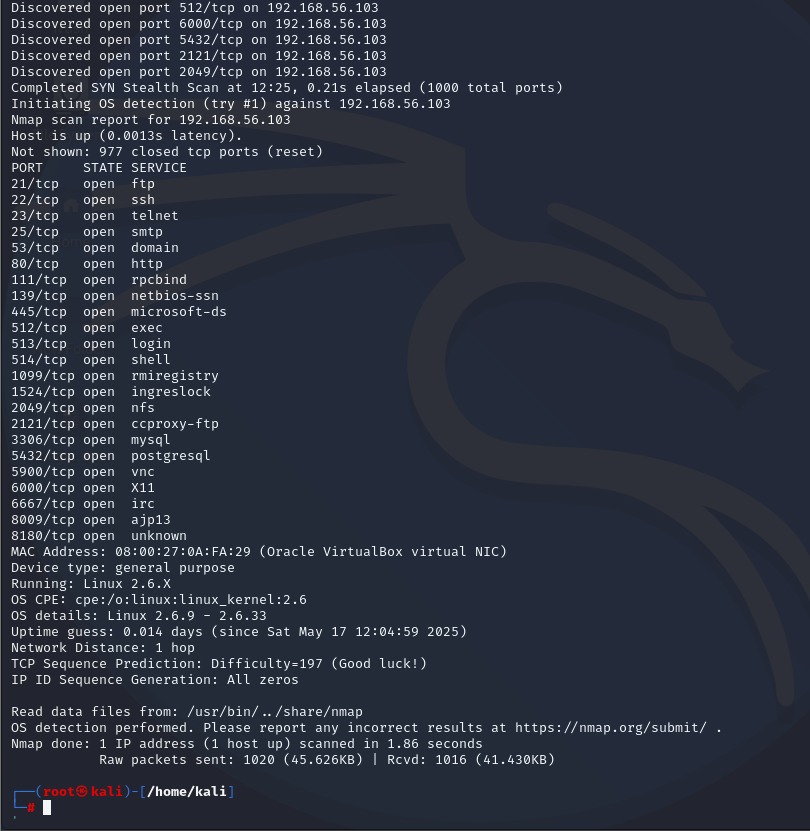 Discovered open port 512/tcp on 192.168.56.103
Discovered open port 6000/tcp on 192.168.56.103
Discovered open port 5432/tcp on 192.168.56.103
Discovered open port 2121/tcp on 192.168.56.103
Discovered open port 2049/tcp on 192.168.56.103
Completed SYN Stealth Scan at 12:25, 0.21s elapsed (1000 total ports)
Initiating OS detection (try #1) against 192.168.56.103
Nmap scan report for 192.168.56.103
Host is up (0.0013s latency).
Not shown: 977 closed tcp ports (reset)
PORT     STATE SERVICE
21/tcp   open  ftp
22/tcp   open  ssh
23/tcp   open  telnet
25/tcp   open  smtp
53/tcp   open  domain
80/tcp   open  http
111/tcp  open  rpcbind
139/tcp  open  netbios-ssn
445/tcp  open  microsoft-ds
512/tcp  open  exec
513/tcp  open  login
514/tcp  open  shell
1099/tcp open  rmiregistry
1524/tcp open  ingreslock
2049/tcp open  nfs
2121/tcp open  ccproxy-ftp
3306/tcp open  mysql
5432/tcp open  postgresql
5900/tcp open  vnc
6000/tcp open  X11
6667/tcp open  irc
8009/tcp open  ajp13
8180/tcp open  unknown
MAC Address: 08:00:27:0A:FA:29 (Oracle VirtualBox virtual NIC)
Device type: general purpose
Running: Linux 2.6.X
OS CPE: cpe:/o:linux:linux_kernel:2.6
OS details: Linux 2.6.9 - 2.6.33
Uptime guess: 0.014 days (since Sat May 17 12:04:59 2025)
Network Distance: 1 hop
TCP Sequence Prediction: Difficulty=197 (Good luck!)
IP ID Sequence Generation: All zeros

Read data files from: /usr/bin/../share/nmap
OS detection performed. Please report any incorrect results at https://nmap.org/submit/ .
Nmap done: 1 IP address (1 host up) scanned in 1.86 seconds
           Raw packets sent: 1020 (45.626KB) | Rcvd: 1016 (41.430KB)

┌──(root㉿kali)-[/home/kali]
└─#